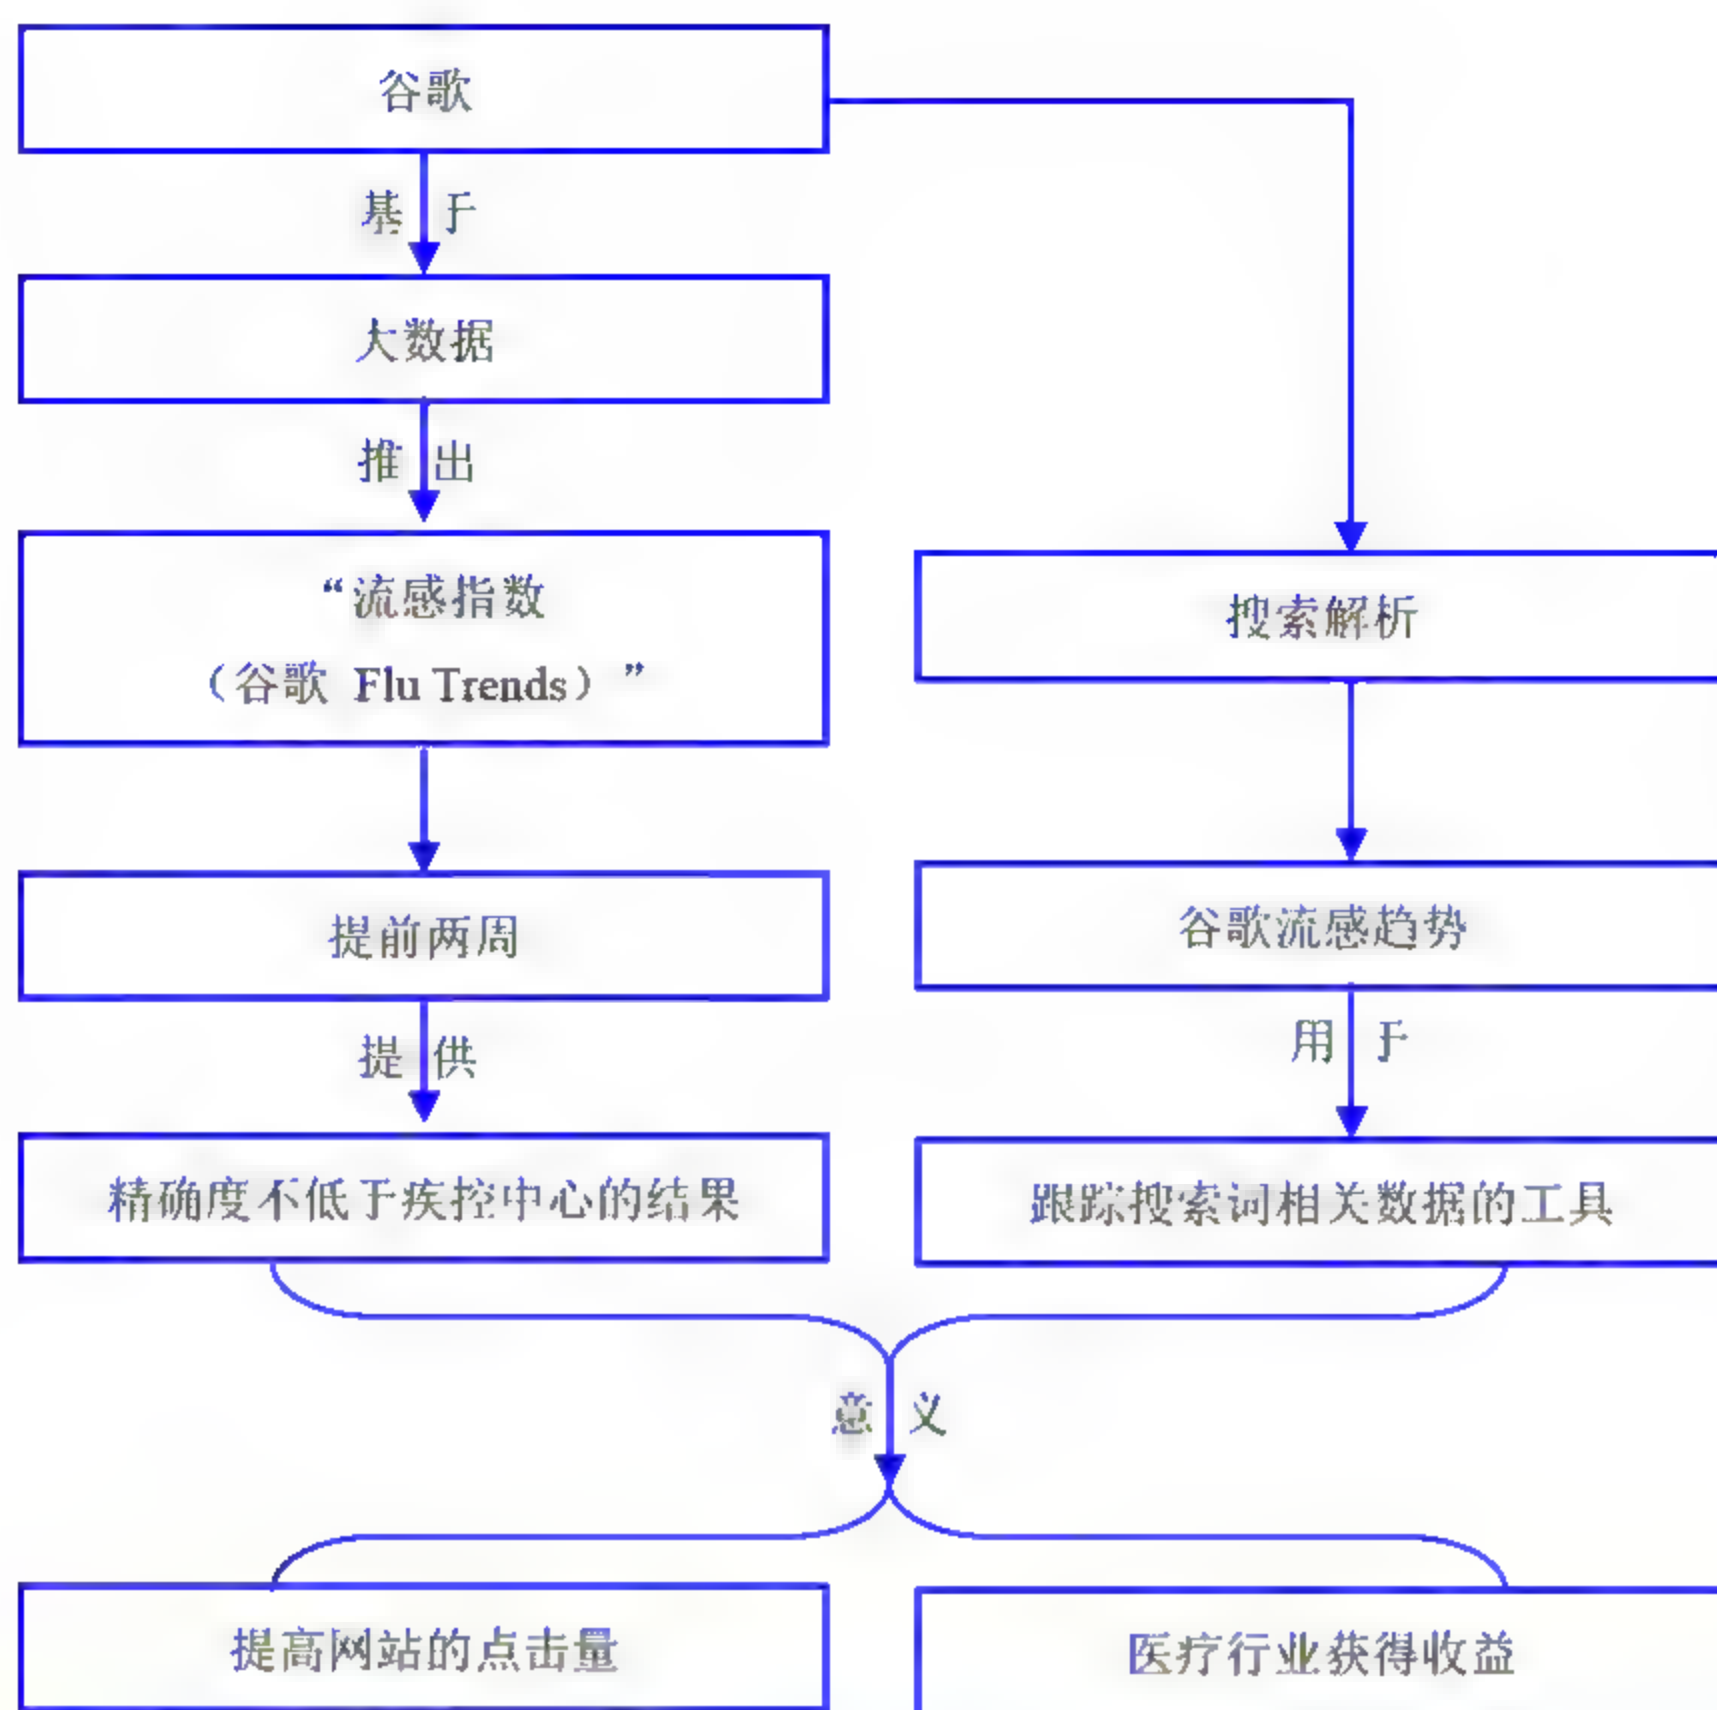 谷歌
基 于
大数据
推 出
“流感指数
（谷歌 Flu Trends）”
搜索解析
提前两周
谷歌流感趋势
提 供
用 于
精确度不低于疾控中心的结果
跟踪搜索词相关数据的工具
意 义
提高网站的点击量
医疗行业获得收益